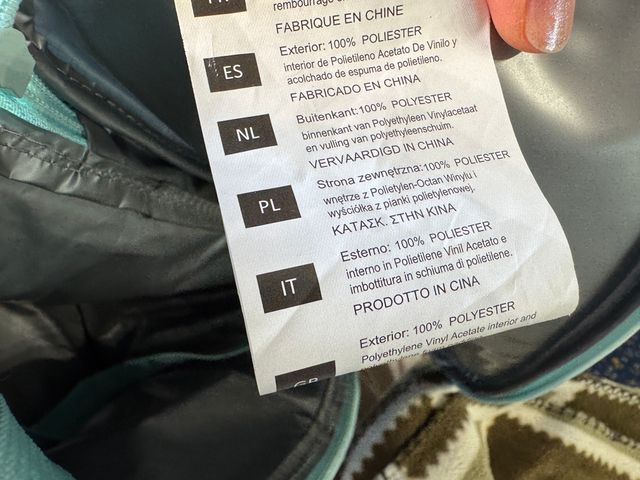 FABRIQUE EN CHINE
ES
Exterior: 100% POLIESTER
interior de Polietileno Acetato De Vinilo y
acolchado de espuma de polietileno.
FABRICADO EN CHINA
NL
Buitenkant:100% POLYESTER
binnenkant van Polyethyleen Vinylacetaat
en vulling van polyethyleenschuim.
VERVAARDIGD IN CHINA
PL
Strona zewnętrzna:100% POLIESTER
wnętrze z Polietylen-Octan Winylu i
wyściółka z pianki polietylenowej.
ΚΑΤΑΣΚ. ΣΤΗΝ ΚΙΝΑ
IT
Esterno: 100% POLIESTER
interno in Polietilene Vinil Acetato e
imbottitura in schiuma di polietilene.
PRODOTTO IN CINA
GB
Exterior: 100% POLYESTER
Polyethylene Vinyl Acetate interior and